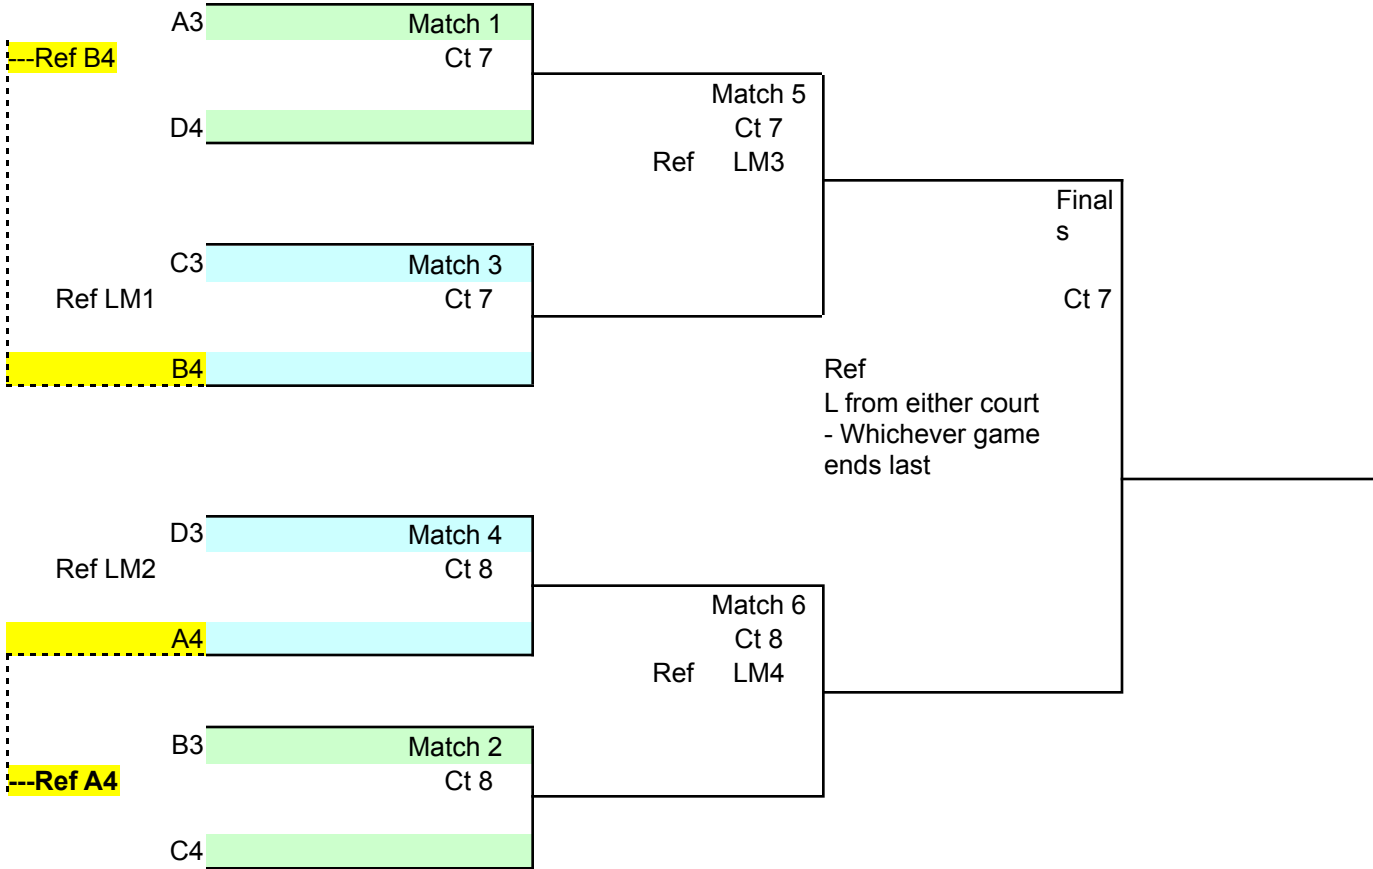 A3 Match 1
---Ref B4 Ct 7
Match 5
D4 Ct 7
Ref LM3
Final
s
C3 Match 3
Ref LM1 Ct 7 Ct 7
B4 Ref
L from either court
- Whichever game
ends last
D3 Match 4
Ref LM2 Ct 8
Match 6
A4 Ct 8
Ref LM4
B3 Match 2
---Ref A4 Ct 8
C4